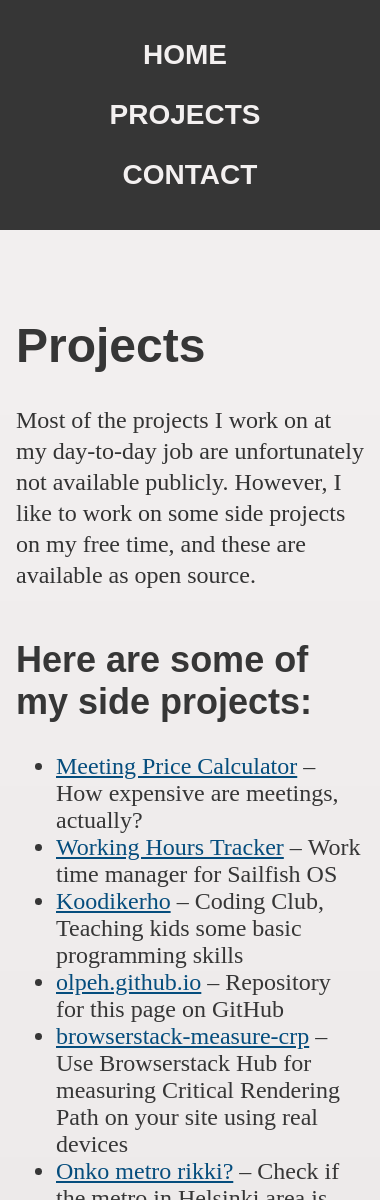 HOME
PROJECTS
CONTACT
Projects
Most of the projects I work on at
my day-to-day job are unfortunately
not available publicly. However, I
like to work on some side projects
on my free time, and these are
available as open source.
Here are some of
my side projects:
• Meeting Price Calculator –
How expensive are meetings,
actually?
• Working Hours Tracker – Work
time manager for Sailfish OS
• Koodikerho – Coding Club,
Teaching kids some basic
programming skills
• olpeh.github.io – Repository
for this page on GitHub
• browserstack-measure-crp –
Use Browserstack Hub for
measuring Critical Rendering
Path on your site using real
devices
• Onko metro rikki? – Check if
the metro in Helsinki area is